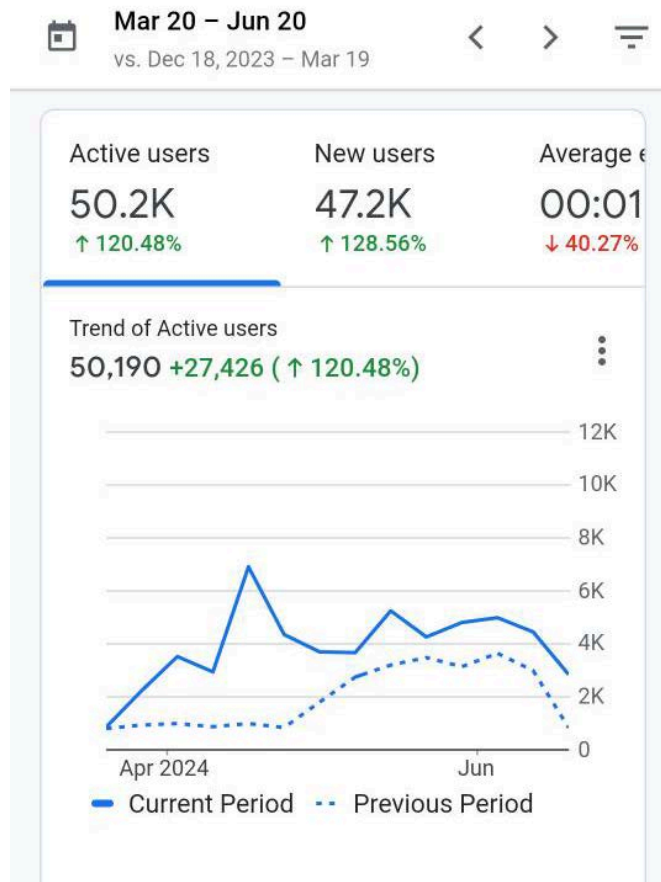 Mar 20 – Jun 20
vs. Dec 18, 2023 – Mar 19
Active users
50.2K
↑ 120.48%
New users
47.2K
↑ 128.56%
Average
00:01
↓ 40.27%
Trend of Active users
50,190 +27,426 ( ↑ 120.48%)
12K
10K
8K
6K
4K
2K
0
Apr 2024 Jun
Current Period Previous Period